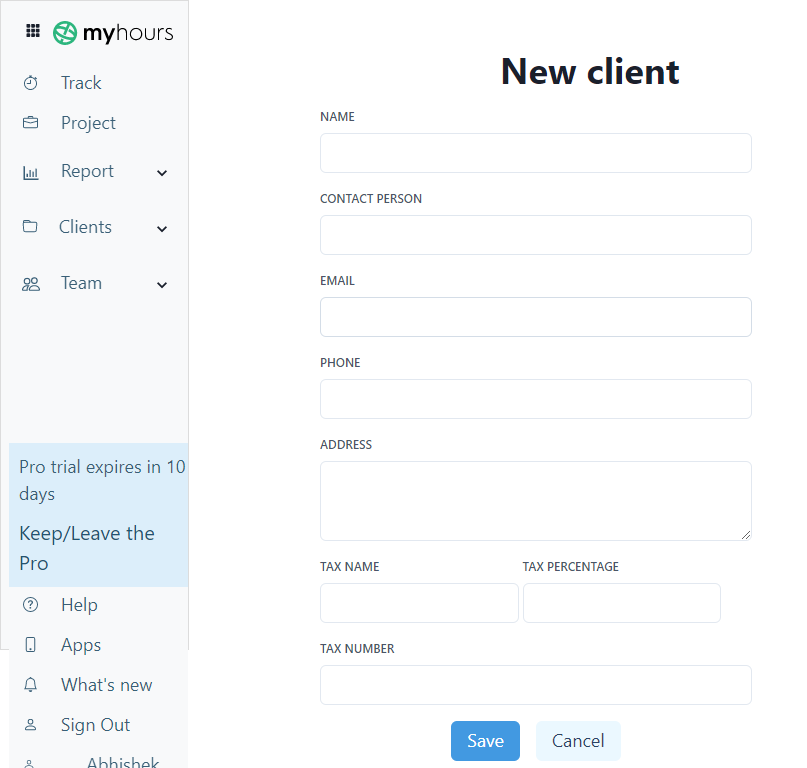 myhours
Track
Project
Report
Clients
Team
Pro trial expires in 10
days
Keep/Leave the
Pro
Help
Apps
What's new
Sign Out
Abhishek
New client
NAME
CONTACT PERSON
EMAIL
PHONE
ADDRESS
TAX NAME TAX PERCENTAGE
TAX NUMBER
Save Cancel